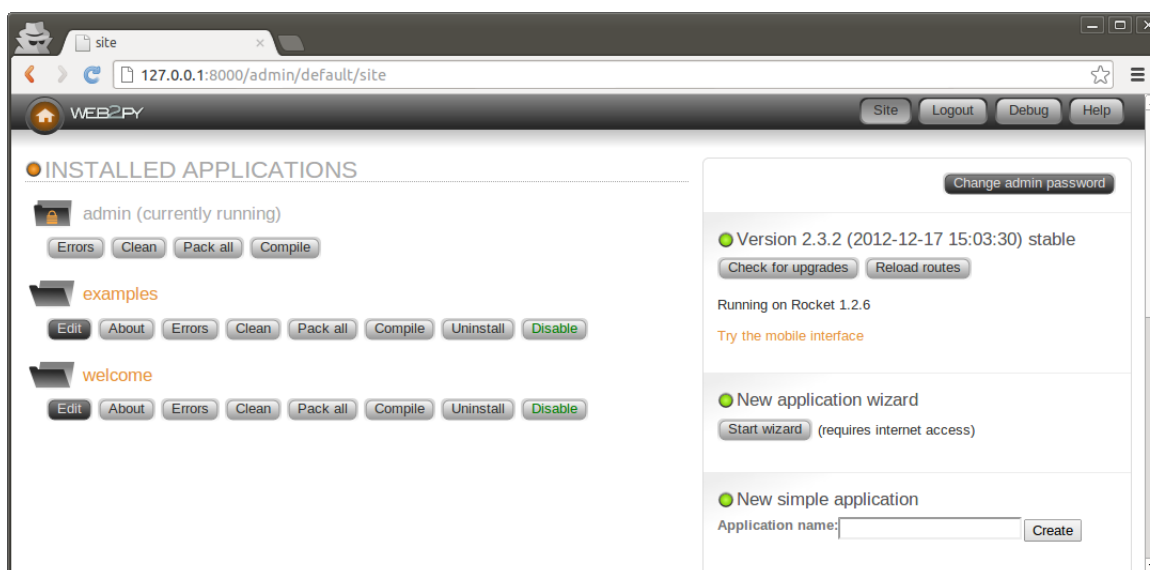 site
127.0.0.1:8000/admin/default/site
WEB2PY
Site Logout Debug Help
INSTALLED APPLICATIONS
admin (currently running)
Errors Clean Pack all Compile
examples
Edit About Errors Clean Pack all Compile Uninstall Disable
welcome
Edit About Errors Clean Pack all Compile Uninstall Disable
Change admin password
Version 2.3.2 (2012-12-17 15:03:30) stable
Check for upgrades Reload routes
Running on Rocket 1.2.6
Try the mobile interface
New application wizard
Start wizard (requires internet access)
New simple application
Application name: Create